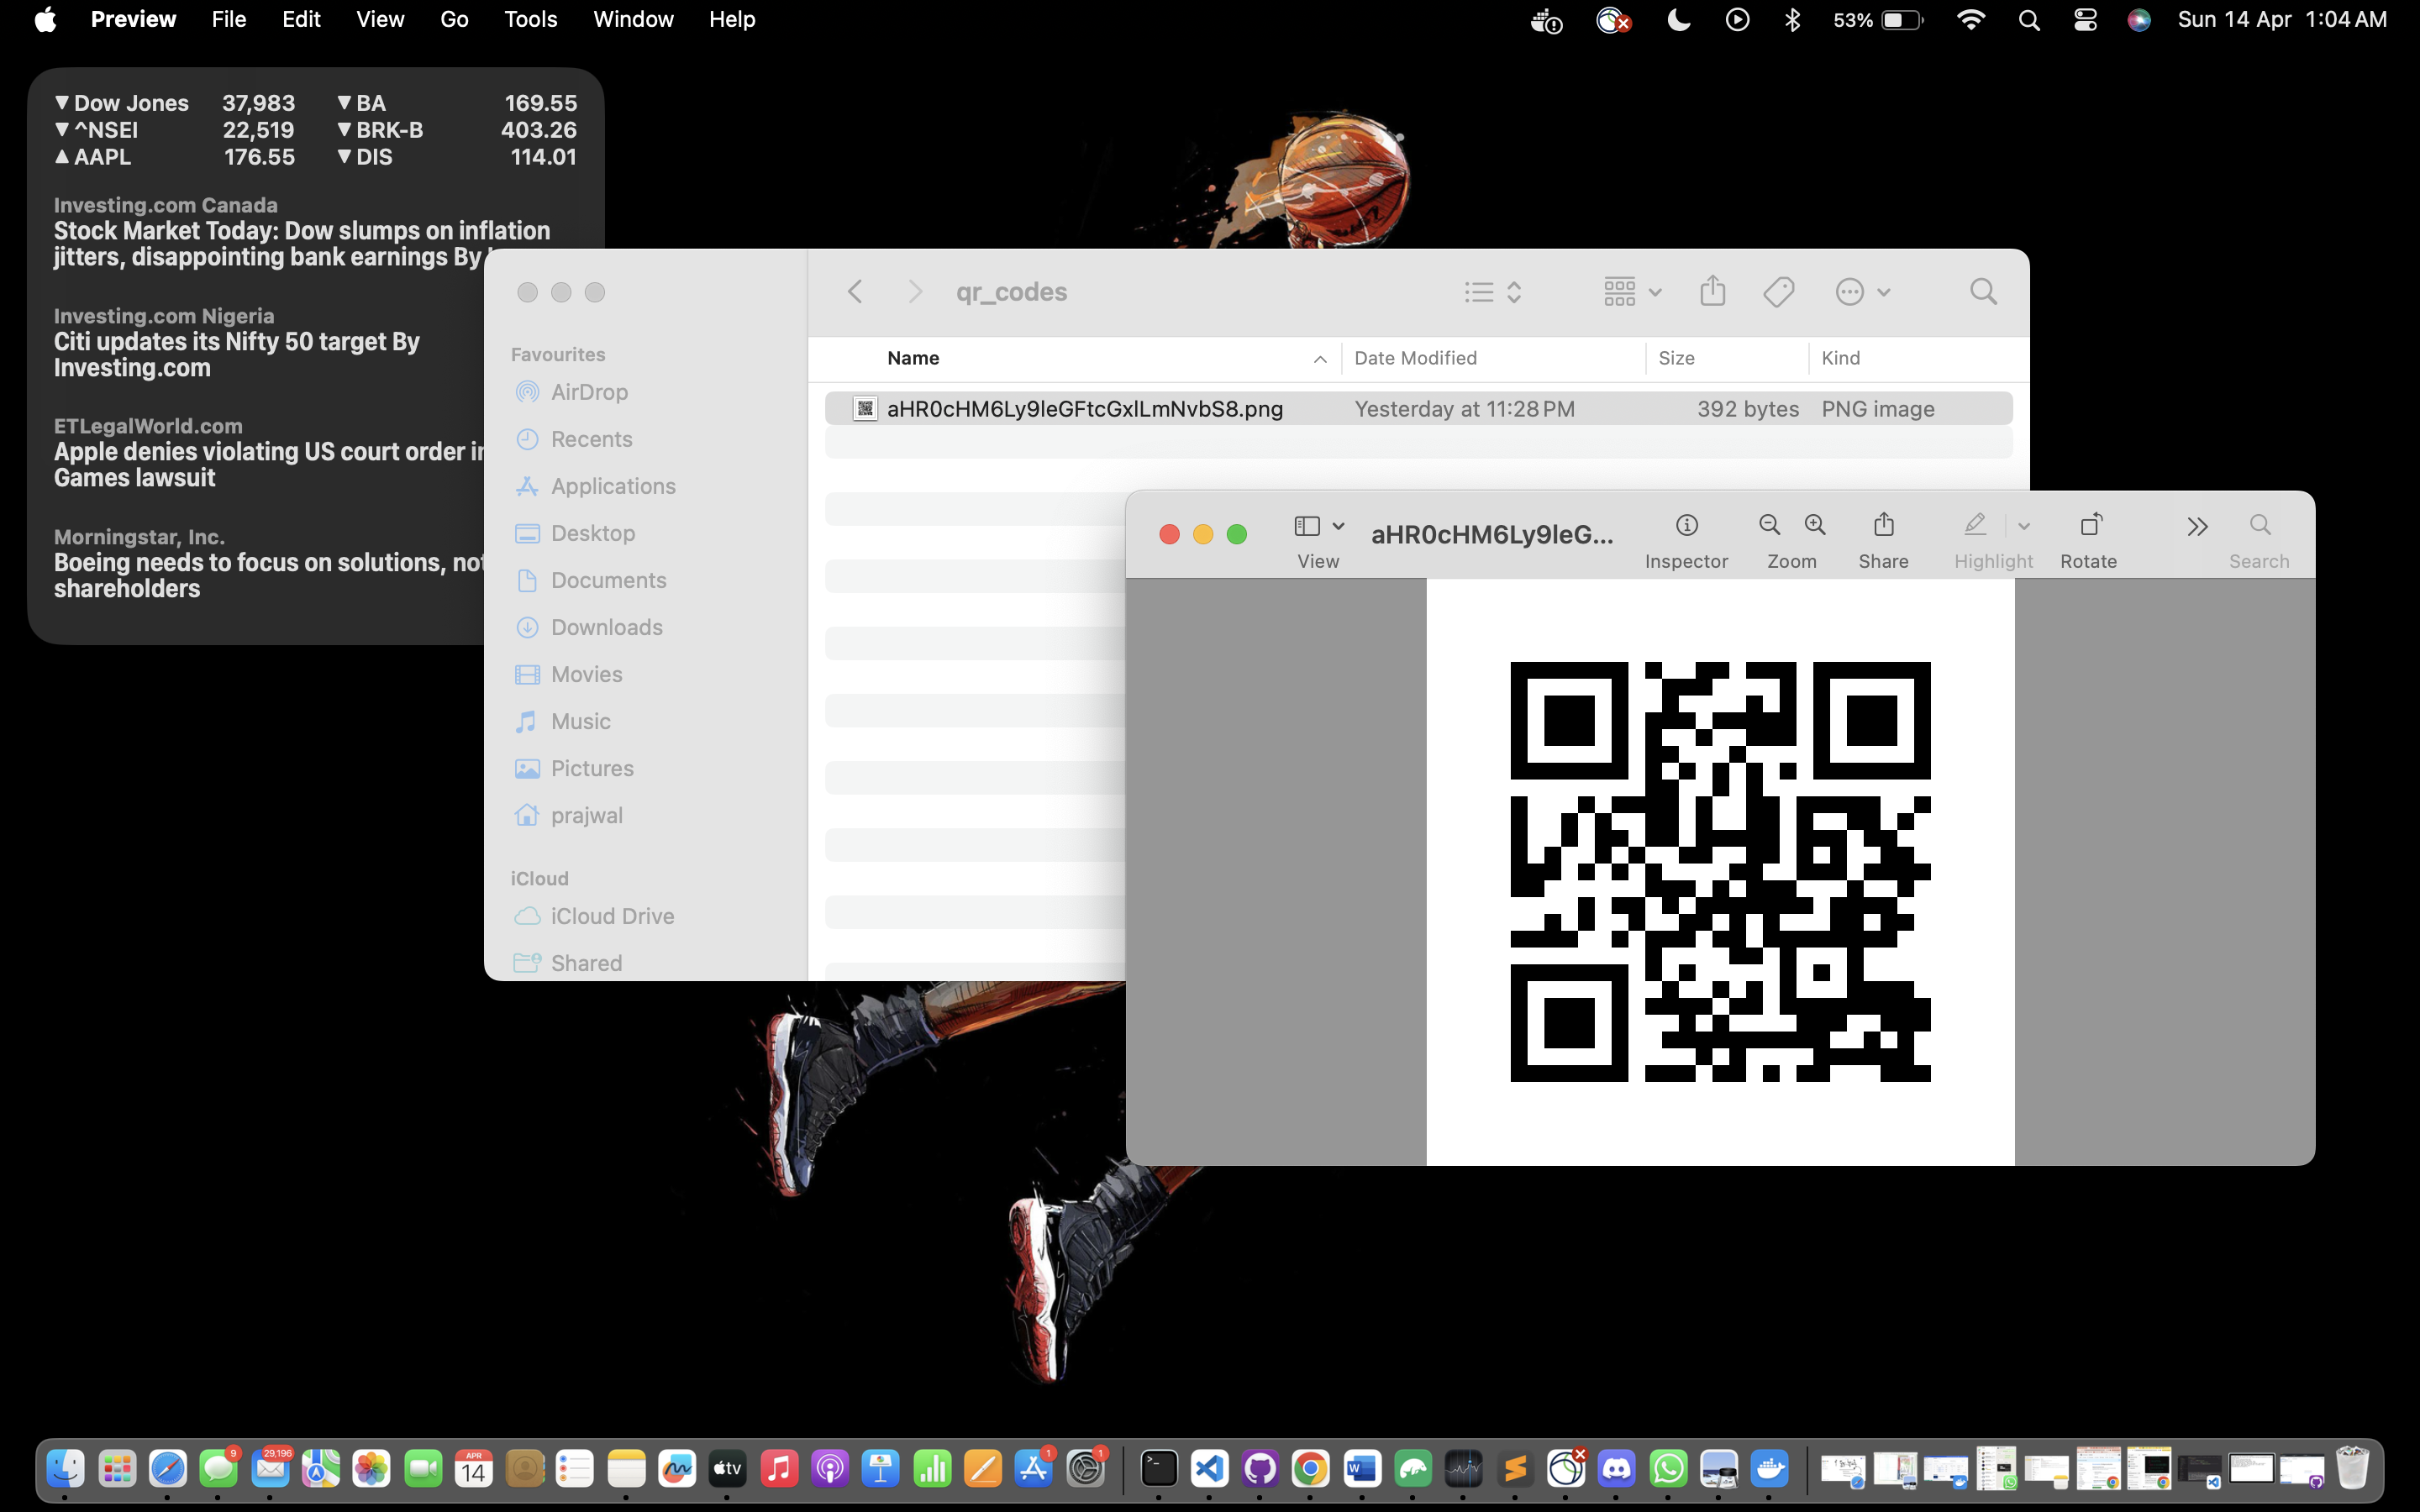 Preview File Edit View Go Tools Window Help 53% Sun 14 Apr 1:04 AM
▼ Dow Jones 37,983 ▼ BA 169.55
▼ ^NSEI 22,519 ▼ BRK-B 403.26
▲ AAPL 176.55 ▼ DIS 114.01
Investing.com Canada
Stock Market Today: Dow slumps on inflation
jitters, disappointing bank earnings By
Investing.com Nigeria
Citi updates its Nifty 50 target By
Investing.com
ETLegalWorld.com
Apple denies violating US court order
Games lawsuit
Morningstar, Inc.
Boeing needs to focus on solutions, not
shareholders
qr_codes
Favourites
AirDrop
Recents
Applications
Desktop
Documents
Downloads
Movies
Music
Pictures
prajwal
iCloud
iCloud Drive
Shared
Name Date Modified Size Kind
aHR0cHM6Ly9leGFtcGxlLmNvbS8.png Yesterday at 11:28 PM 392 bytes PNG image
aHR0cHM6Ly9leG...
View Inspector Zoom Share Highlight Rotate Search
9 29,196 APR 14 tv 1 1